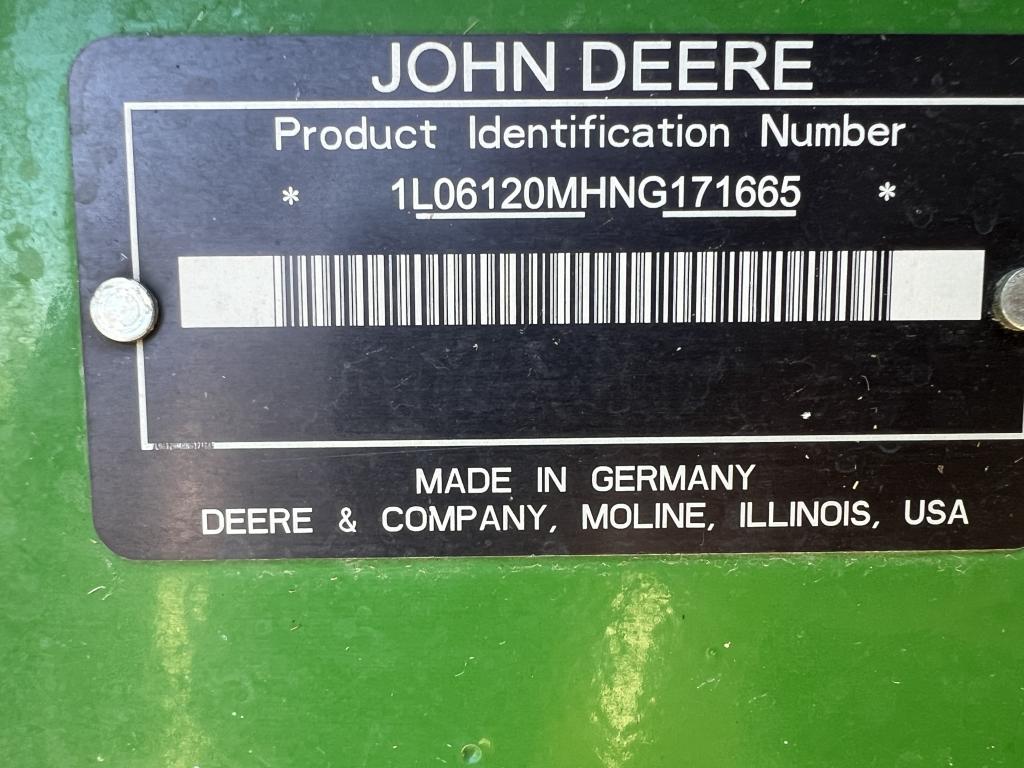 JOHN DEERE
Product Identification Number
* 1L06120MHNG171665 *
MADE IN GERMANY
DEERE & COMPANY, MOLINE, ILLINOIS, USA